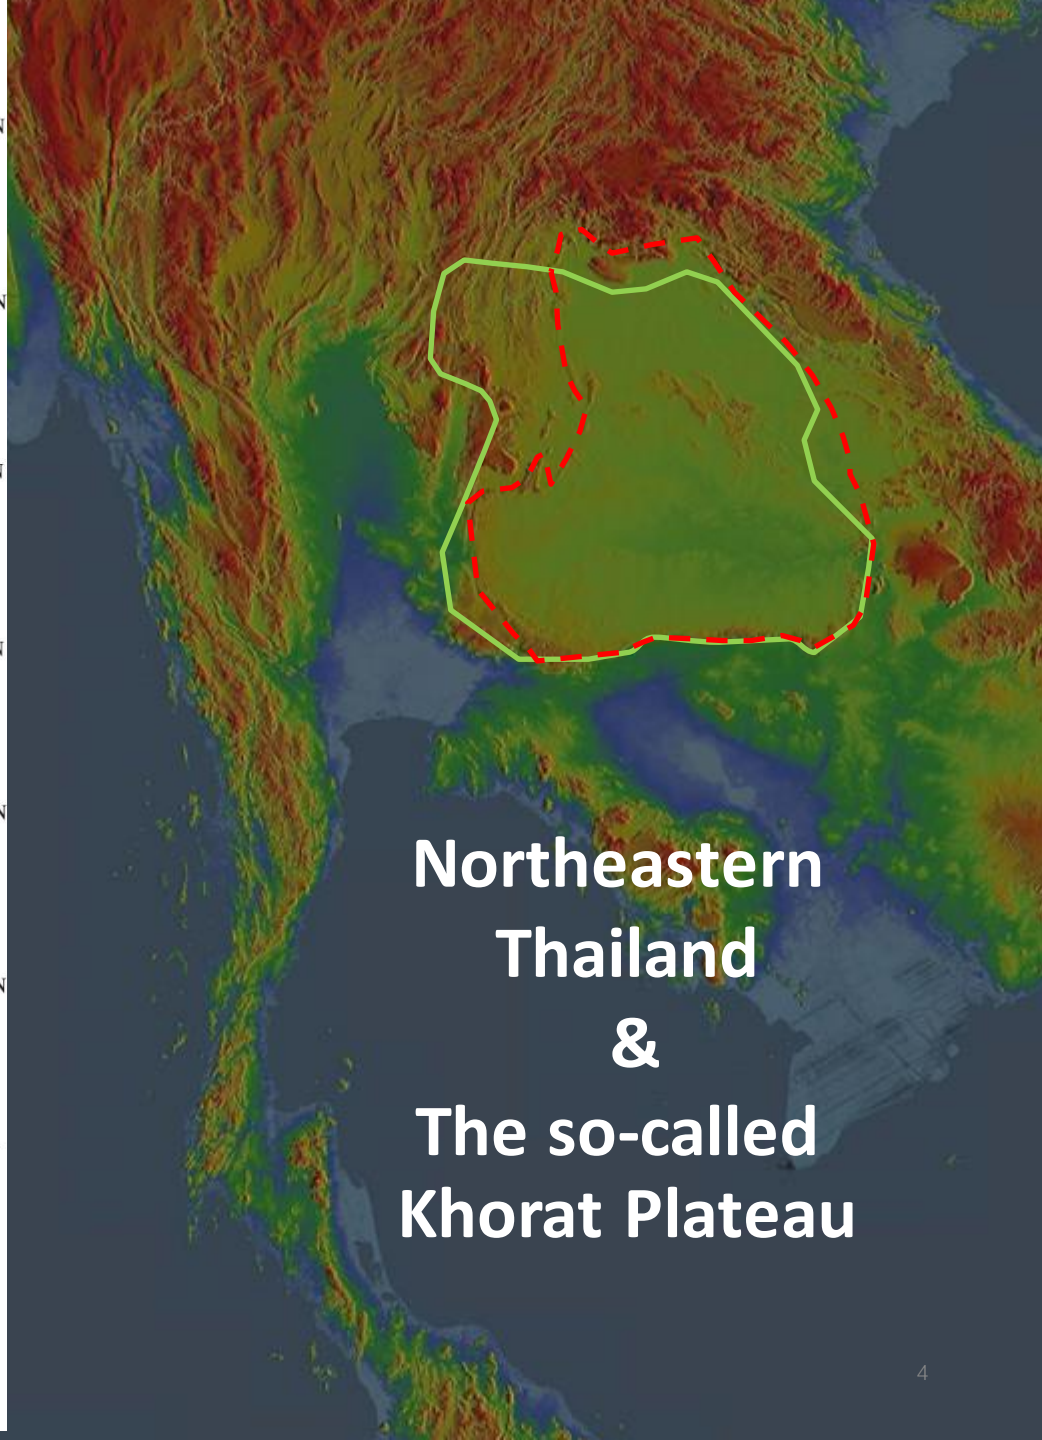 N
N
N
N
N
N
Northeastern
Thailand
&
The so-called
Khorat Plateau
4